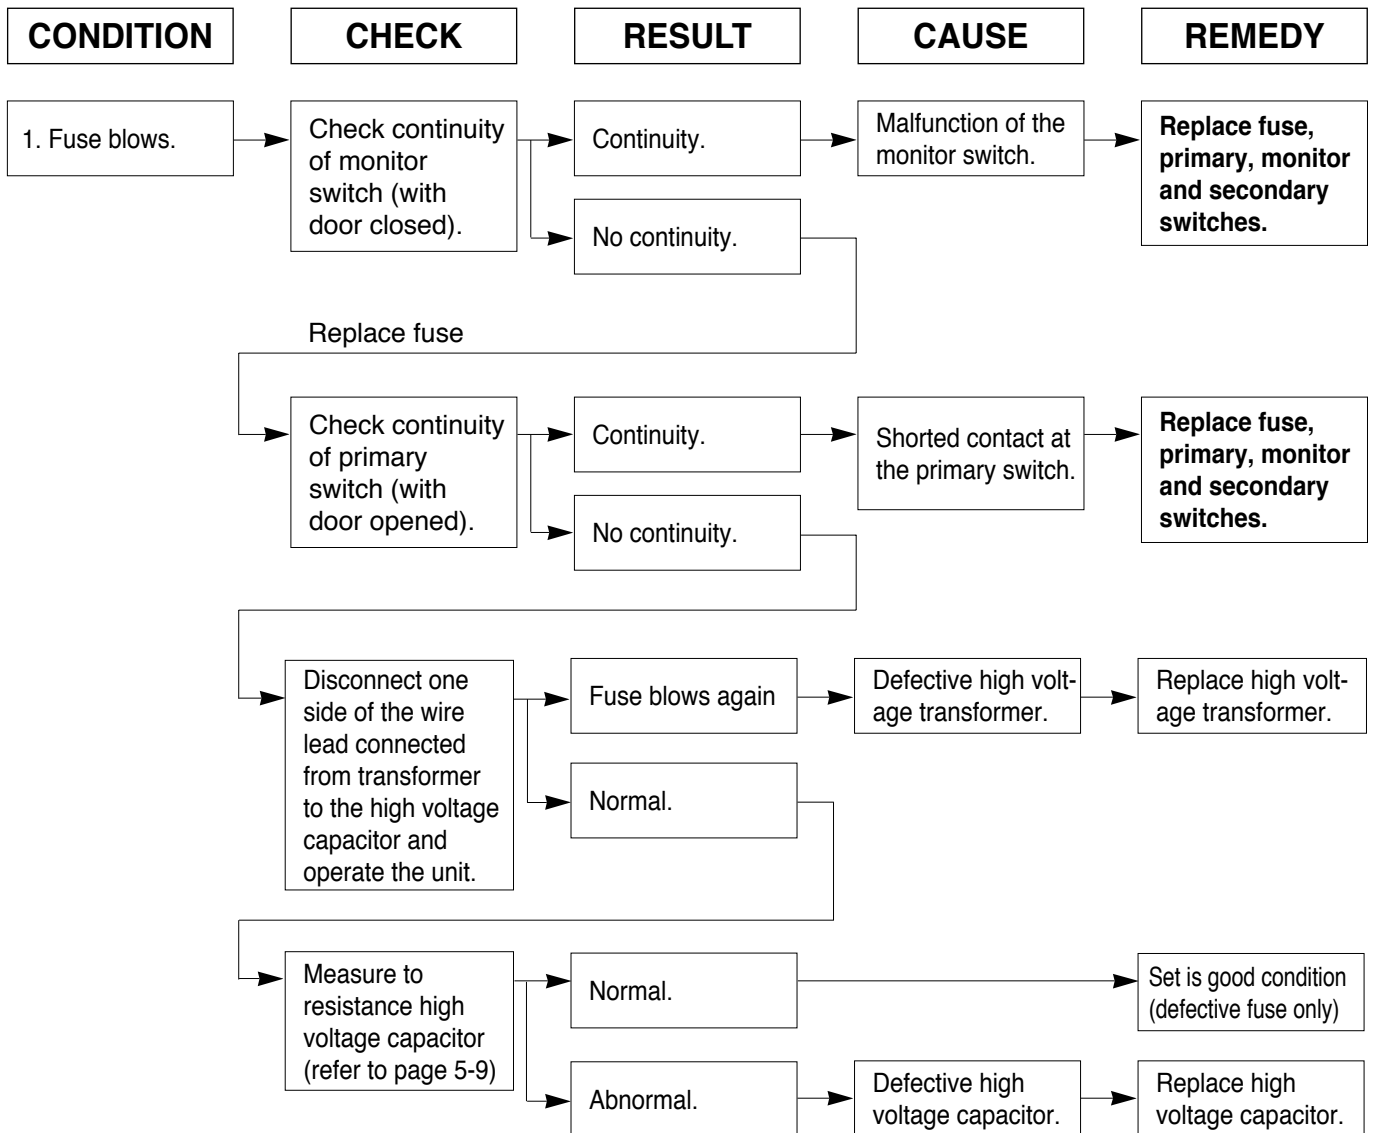 CONDITION
CHECK
RESULT
CAUSE
REMEDY
1. Fuse blows.
Check continuity
of monitor
switch (with
door closed).
Continuity.
Malfunction of the
monitor switch.
Replace fuse,
primary, monitor
and secondary
switches.
No continuity.
Replace fuse
Check continuity
of primary
switch (with
door opened).
Continuity.
Shorted contact at
the primary switch.
Replace fuse,
primary, monitor
and secondary
switches.
No continuity.
Disconnect one
side of the wire
lead connected
from transformer
to the high voltage
capacitor and
operate the unit.
Fuse blows again
Defective high volt-
age transformer.
Replace high volt-
age transformer.
Normal.
Measure to
resistance high
voltage capacitor
(refer to page 5-9)
Normal.
Set is good condition
(defective fuse only)
Abnormal.
Defective high
voltage capacitor.
Replace high
voltage capacitor.